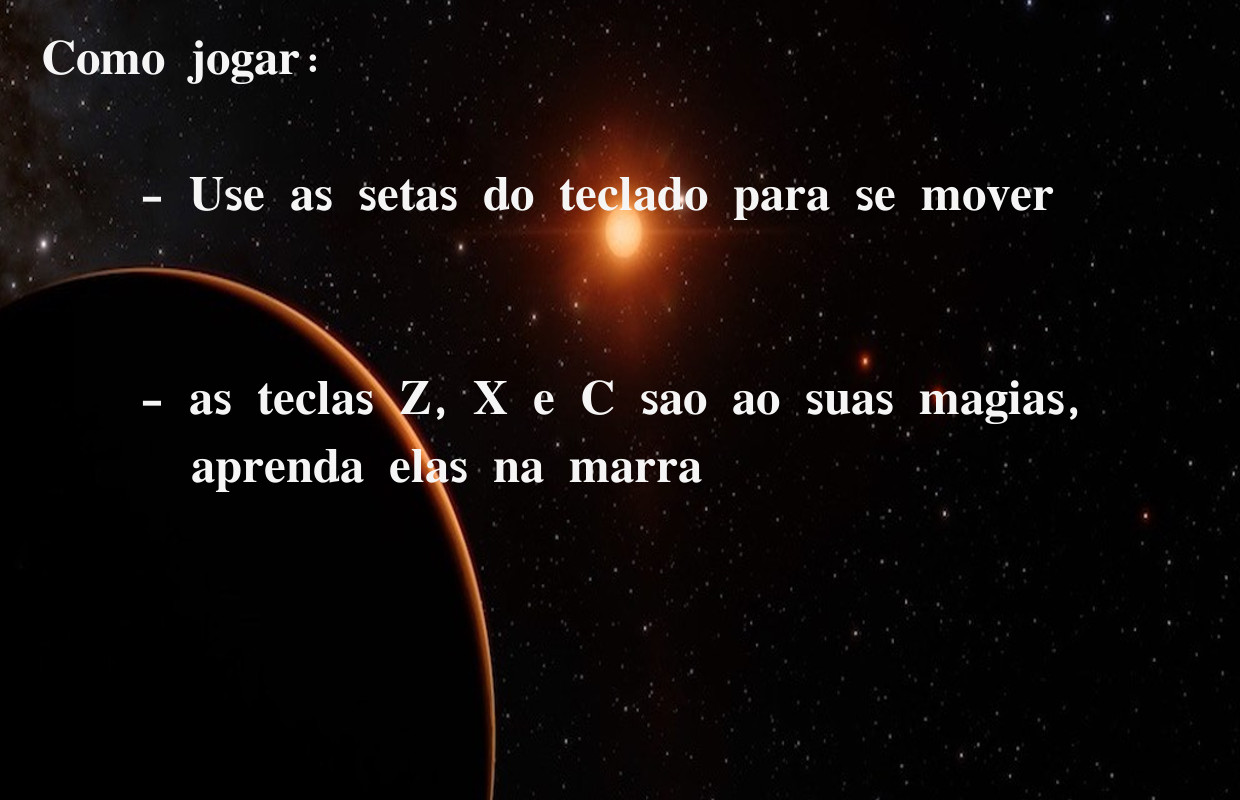 Como jogar:
- Use as setas do teclado para se mover
- as teclas Z, X e C sao ao suas magias,
aprenda elas na marra